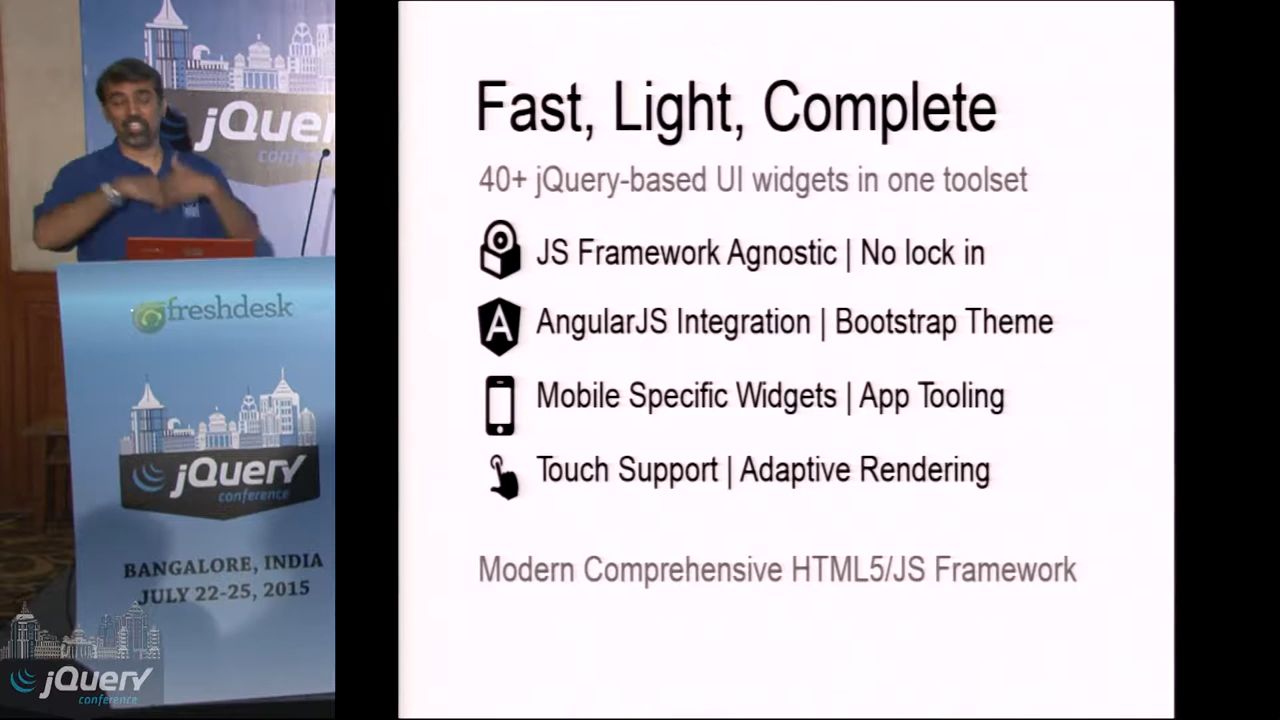 jQuer
confe
freshdesk
jQuery
conference
BANGALORE, INDIA
JULY 22-25, 2015
jQuery
conference
Fast, Light, Complete
40+ jQuery-based UI widgets in one toolset
JS Framework Agnostic | No lock in
AngularJS Integration | Bootstrap Theme
Mobile Specific Widgets | App Tooling
Touch Support | Adaptive Rendering
Modern Comprehensive HTML5/JS Framework